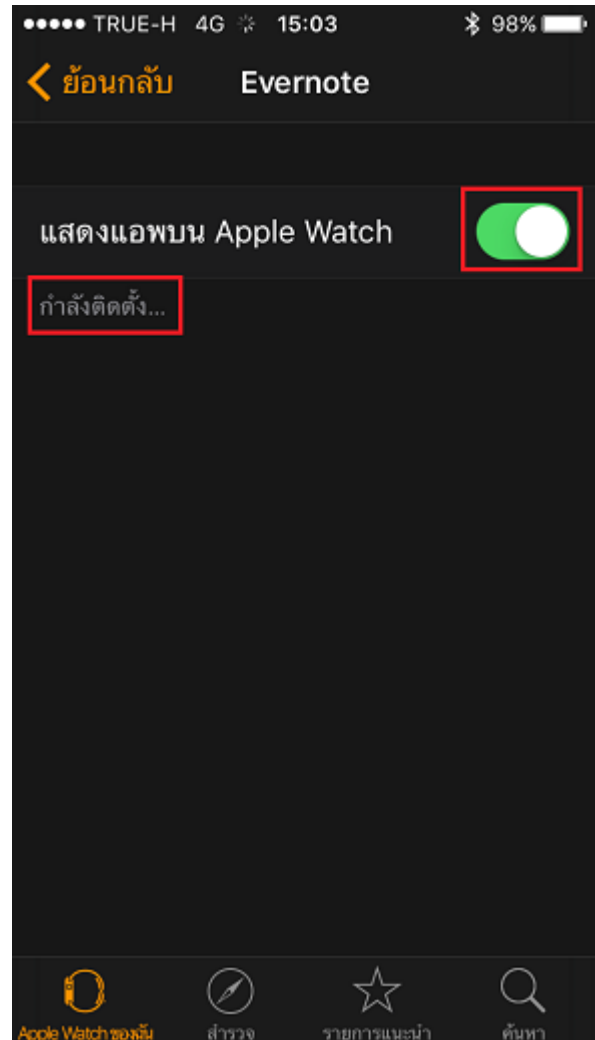 TRUE-H 4G 15:03 98%
ย้อนกลับ Evernote
แสดงแอพบน Apple Watch
กำลังติดตั้ง...
Apple Watch ของฉัน สำรวจ รายการแนะนำ ค้นหา